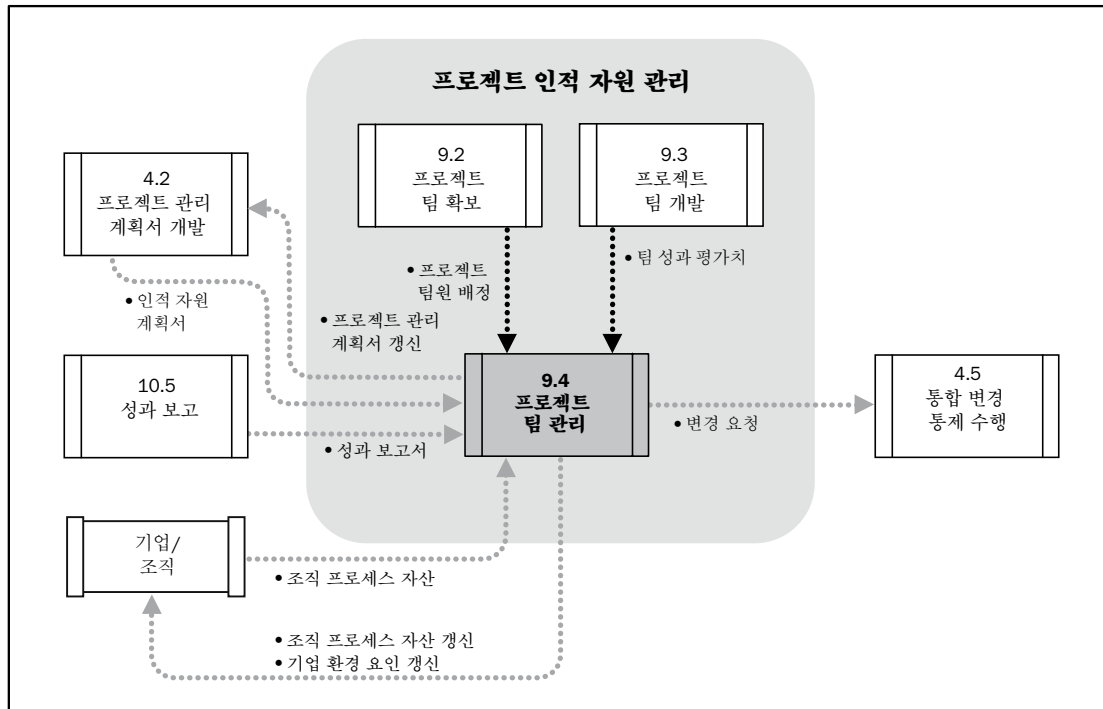 프로젝트 인적 자원 관리
9.2
프로젝트
팀 확보
9.3
프로젝트
팀 개발
4.2
프로젝트 관리
계획서 개발
• 프로젝트
팀원 배정
• 팀 성과 평가치
• 인적 자원
계획서
• 프로젝트 관리
계획서 갱신
10.5
성과 보고
9.4
프로젝트
팀 관리
4.5
통합 변경
통제 수행
• 변경 요청
• 성과 보고서
기업/
조직
• 조직 프로세스 자산
• 조직 프로세스 자산 갱신
• 기업 환경 요인 갱신